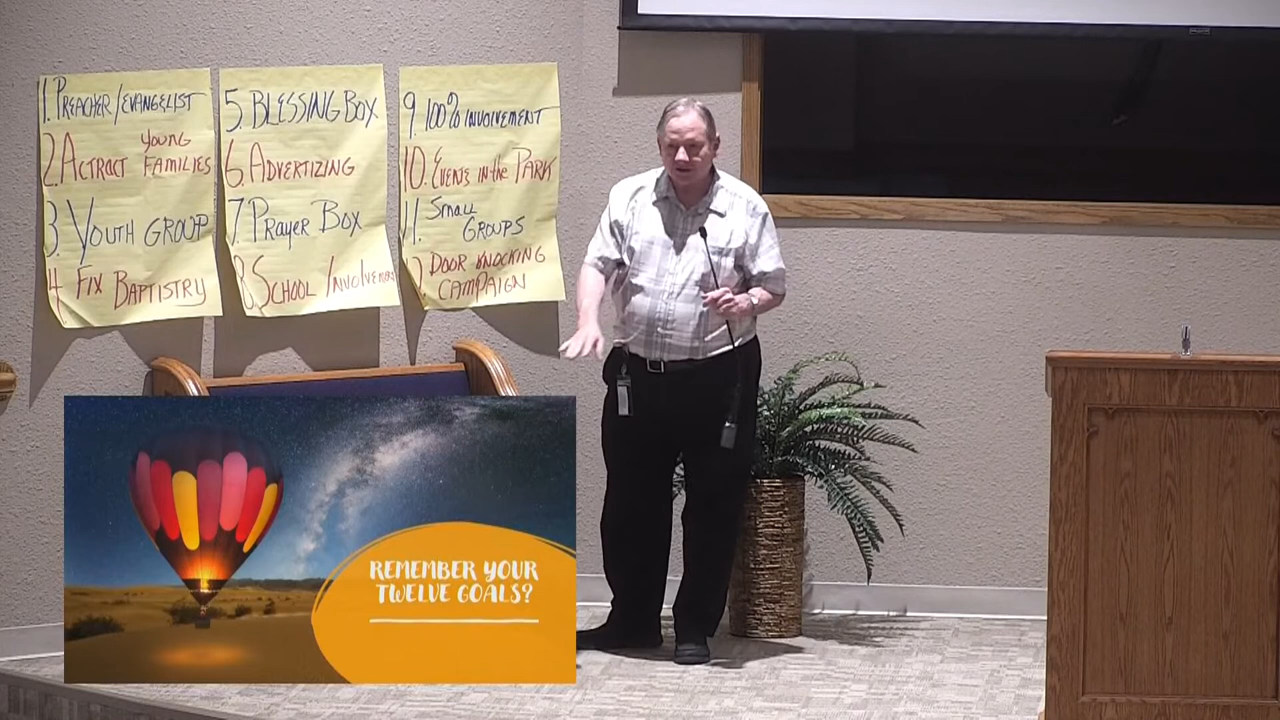 1. PREACHER/EVANGELIST
2. ATTRACT YOUNG FAMILIES
3. YOUTH GROUP
4. FIX BAPTISTRY
5. BLESSING BOX
6. ADVERTIZING
7. PRAYER BOX
8. SCHOOL INVOLVEMENT
9. 100% INVOLVEMENT
10. EVENTS IN the PARK
11. SMALL GROUPS
12. DOOR KNOCKING
CAMPAIGN
REMEMBER YOUR
TWELVE GOALS?